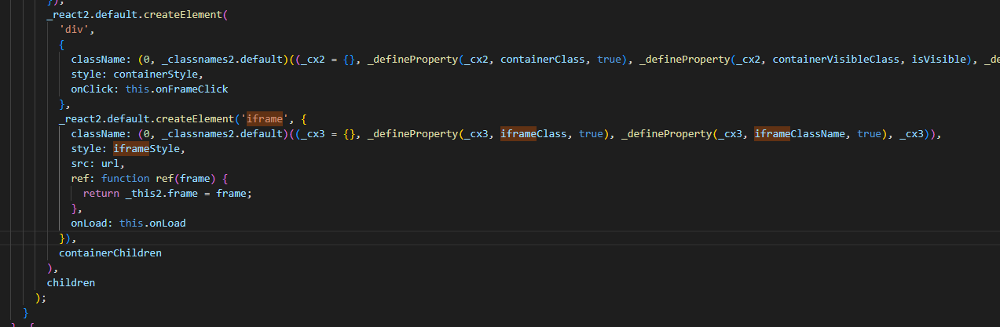 }),
_react2.default.createElement(
'div',
{
className: (0, _classnames2.default)((_cx2 = {}, _defineProperty(_cx2, containerClass, true), _defineProperty(_cx2, containerVisibleClass, isVisible), _de
style: containerStyle,
onClick: this.onFrameClick
},
_react2.default.createElement('iframe', {
className: (0, _classnames2.default)((_cx3 = {}, _defineProperty(_cx3, iframeClass, true), _defineProperty(_cx3, iframeClassName, true), _cx3)),
style: iframeStyle,
src: url,
ref: function ref(frame) {
return _this2.frame = frame;
},
onLoad: this.onLoad
}),
containerChildren
),
children
);
}